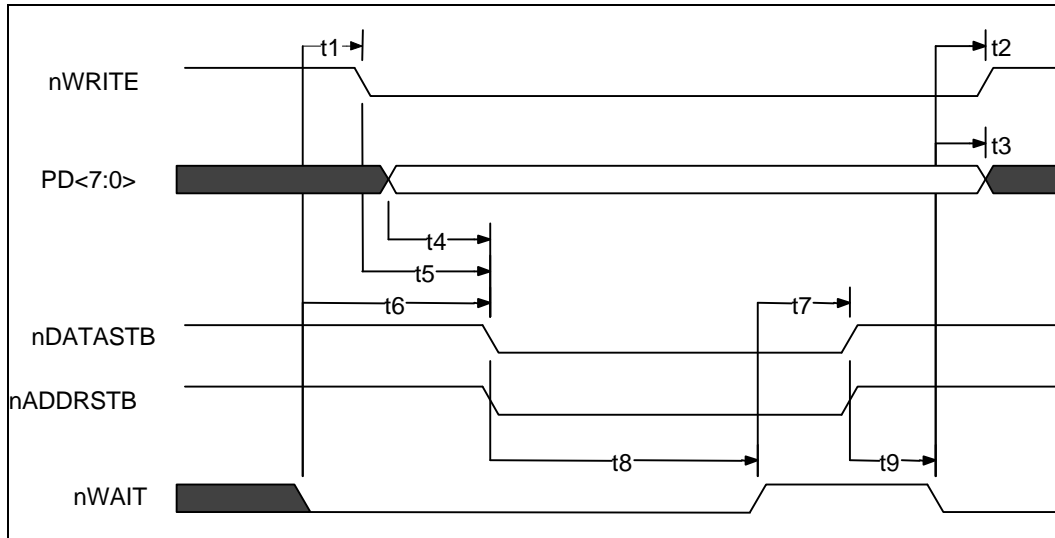 t1
t2
nWRITE
t3
PD<7:0>
t4
t5
t6
t7
nDATASTB
nADDRSTB
t8
t9
nWAIT